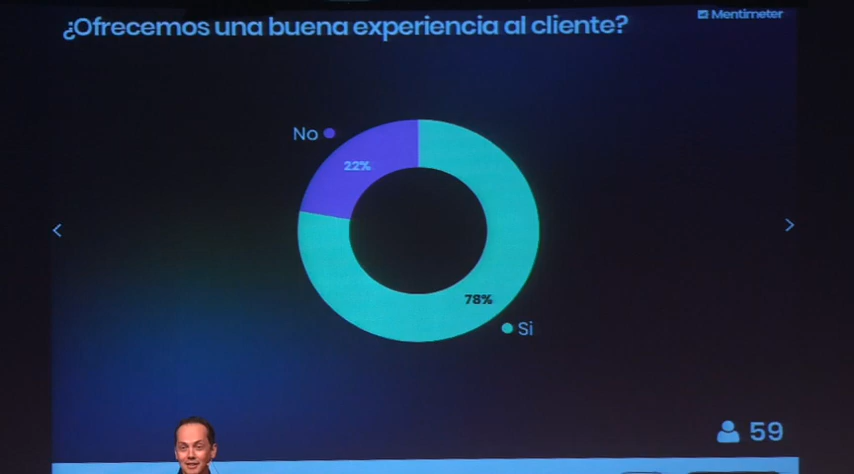 ¿Ofrecemos una buena experiencia al cliente?
Mentimeter
No
22%
78%
Si
59